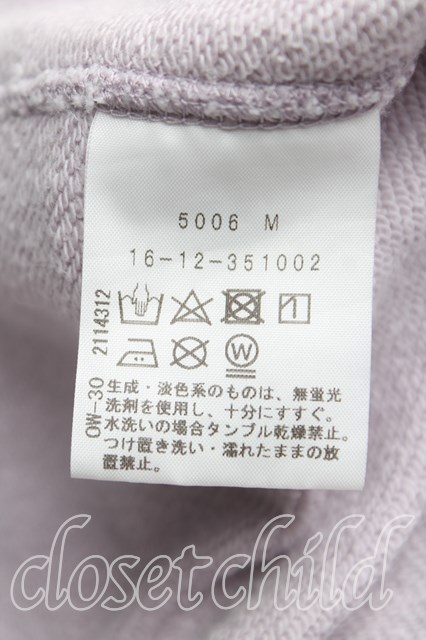 5006 M
16-12-351002
W
OW-30 2114312
生成・淡色系のものは、無蛍光
洗剤を使用し、十分にすすぐ。
水洗いの場合タンブル乾燥禁止。
つけ置き洗い・濡れたままの放
置禁止。
closet child